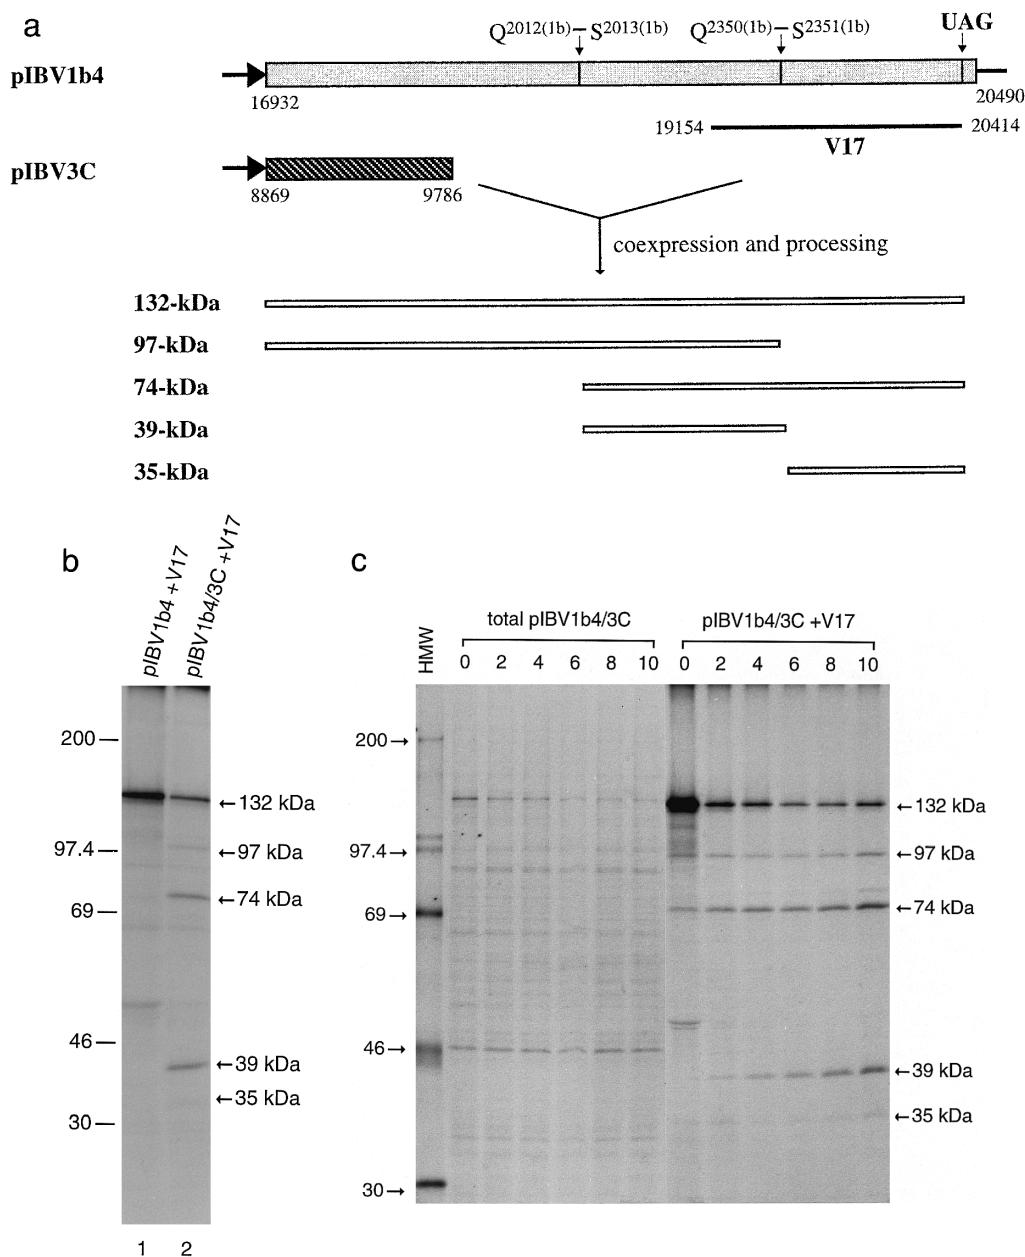 a
Q2012(1b)–S2013(1b) Q2350(1b)–S2351(1b) UAG
pIBV1b4
16932 20490
19154 20414
V17
pIBV3C
8869 9786
coexpression and processing
132-kDa
97-kDa
74-kDa
39-kDa
35-kDa
b
pIBV1b4 +V17
pIBV1b4/3C +V17
200
97.4
69
46
30
←132 kDa
←97 kDa
←74 kDa
←39 kDa
←35 kDa
1 2
c
total pIBV1b4/3C pIBV1b4/3C +V17
HMW 0 2 4 6 8 10 0 2 4 6 8 10
200→
97.4→
69→
46→
30→
←132 kDa
←97 kDa
←74 kDa
←39 kDa
←35 kDa